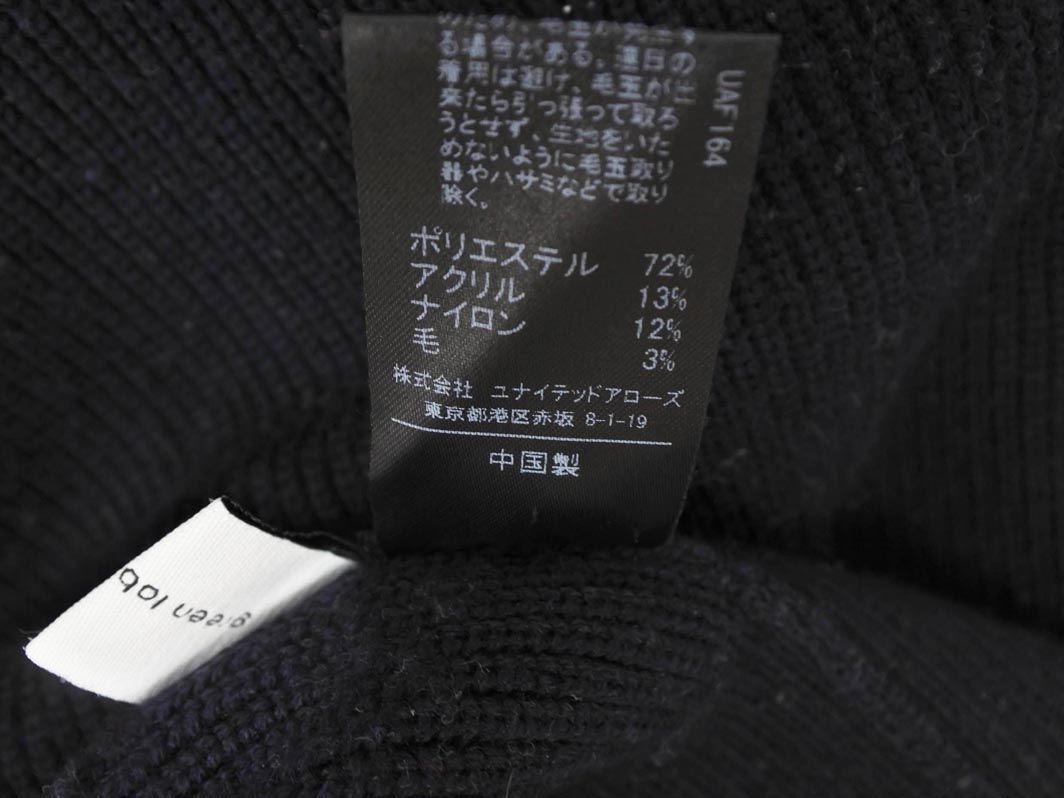 る場合がある。連日の
着用は避け、毛玉が出
来たら引っ張って取ろ
うとせず、生地をいた
めないように毛玉取り
器やハサミなどで取り
除く。
UAF164
ポリエステル 72%
アクリル 13%
ナイロン 12%
毛 3%
株式会社 ユナイテッドアローズ
東京都港区赤坂 8-1-19
中国製
green lab